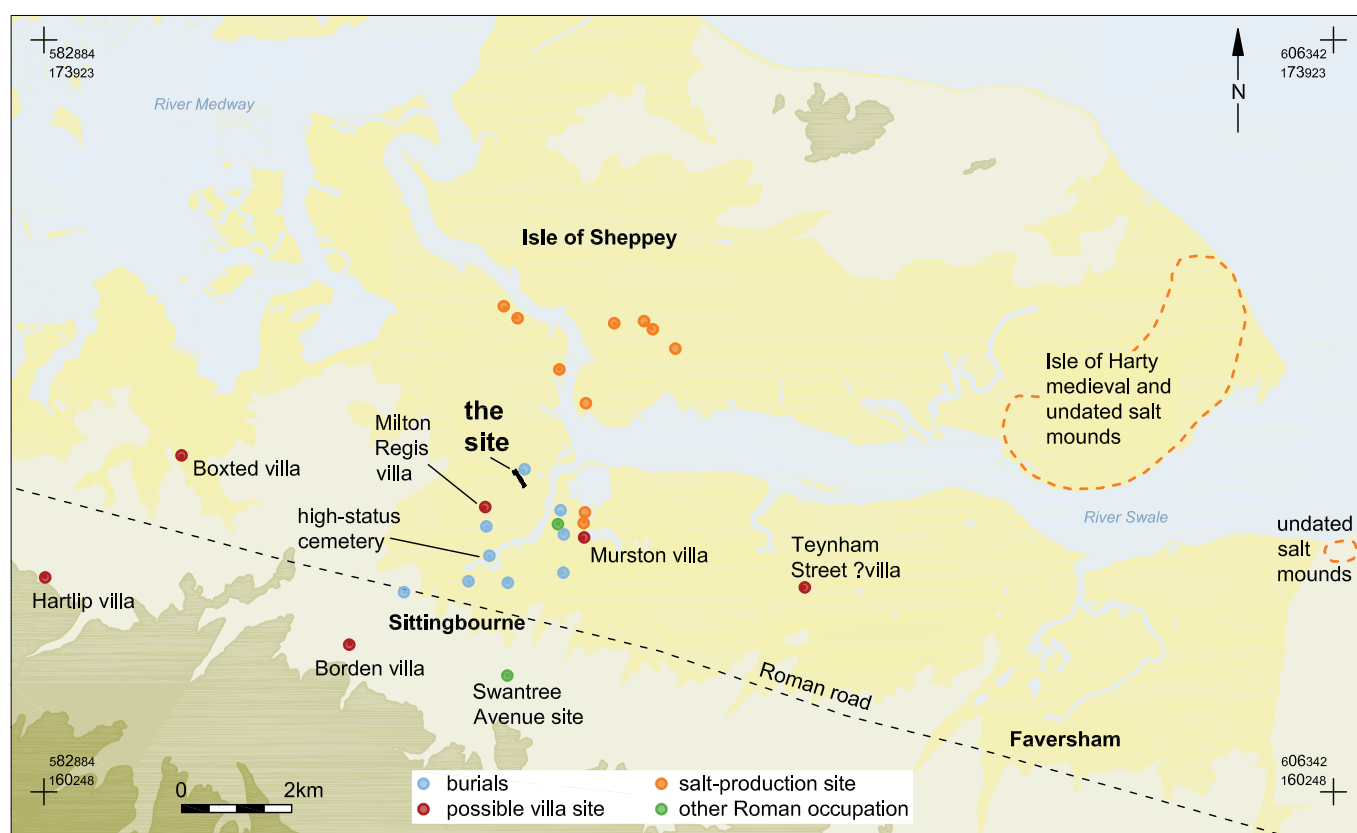 582884
173923
606342
173923
River Medway
N
Isle of Sheppey
Isle of Harty
medieval and
undated salt
mounds
the
site
Milton
Regis
villa
Boxted villa
high-status
cemetery
River Swale
undated
salt
mounds
Murston villa
Teynham
Street ?villa
Hartlip villa
Sittingbourne
Borden villa
Roman road
Swantree
Avenue site
Faversham
582884
160248
606342
160248
0 2km
burials
salt-production site
possible villa site
other Roman occupation